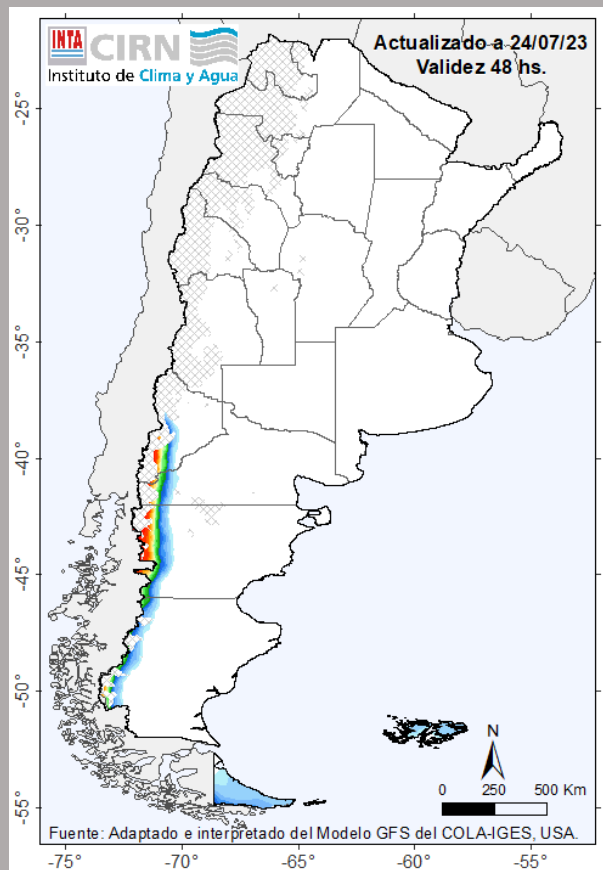 INTA CIRN
Instituto de Clima y Agua
Actualizado a 24/07/23
Validez 48 hs.
-25°
-30°
-35°
-40°
-45°
-50°
-55°
N
0 250 500 Km
Fuente: Adaptado e interpretado del Modelo GFS del COLA-IGES, USA.
-75° -70° -65° -60° -55°